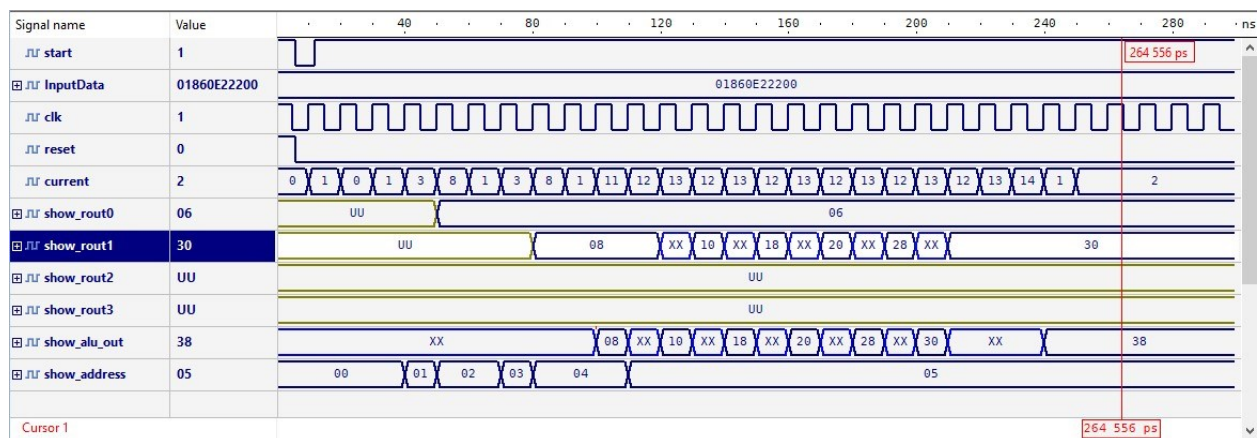 Signal name Value 40 80 120 160 200 240 280 ns
start 1 264 556 ps
InputData 01860E22200 01860E22200
clk 1
reset 0
current 2 0 1 0 1 3 8 1 3 8 1 11 12 13 12 13 12 13 12 13 12 13 12 13 14 1 2
show_rout0 06 UU 06
show_rout1 30 UU 08 XX 10 XX 18 XX 20 XX 28 XX 30
show_rout2 UU UU
show_rout3 UU UU
show_alu_out 38 XX 08 XX 10 XX 18 XX 20 XX 28 XX 30 XX 38
show_address 05 00 01 02 03 04 05
Cursor 1 264 556 ps